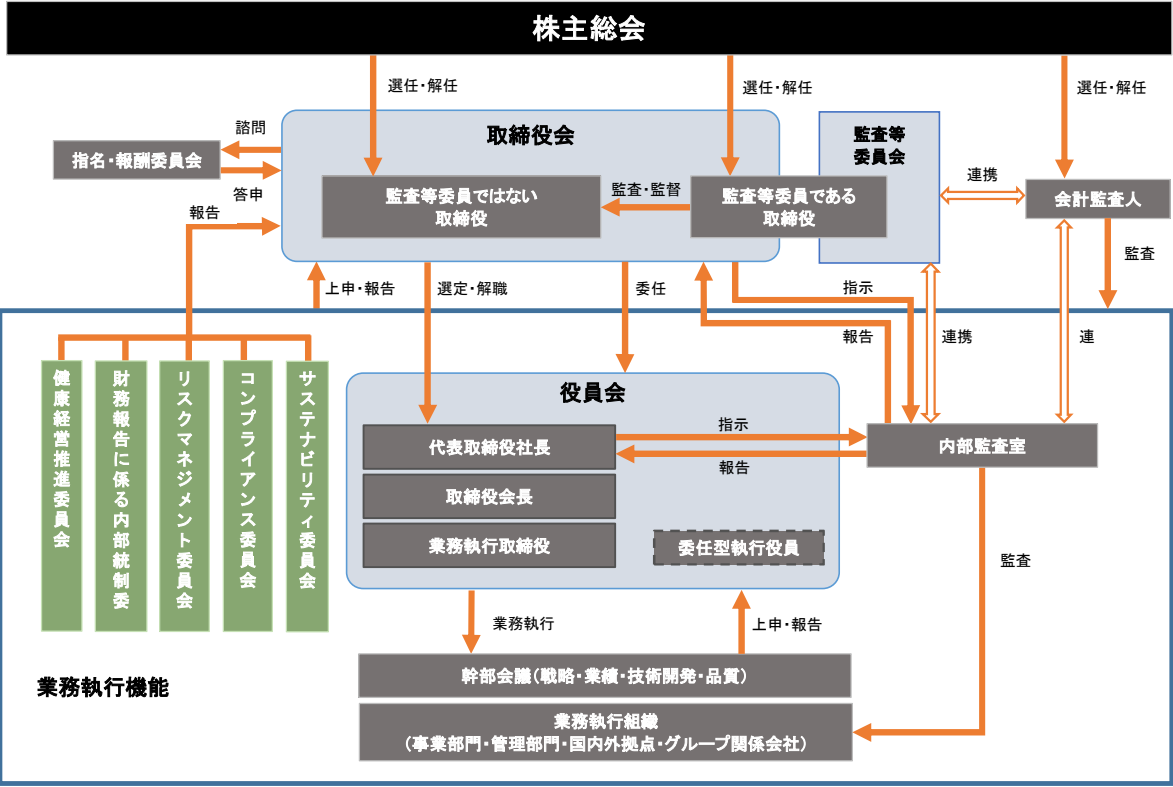 株主総会
選任・解任
選任・解任
選任・解任
取締役会
監査等
委員会
諮問
指名・報酬委員会
答申
監査等委員ではない
取締役
監査・監督
監査等委員である
取締役
連携
会計監査人
報告
監査
上申・報告
選定・解職
委任
指示
報告
連携
連
健康経営推進委員会
財務報告に係る内部統制委
リスクマネジメント委員会
コンプライアンス委員会
サステナビリティ委員会
役員会
代表取締役社長
指示
報告
内部監査室
取締役会長
業務執行取締役
委任型執行役員
監査
業務執行
上申・報告
幹部会議(戦略・業績・技術開発・品質)
業務執行機能
業務執行組織
(事業部門・管理部門・国内外拠点・グループ関係会社)